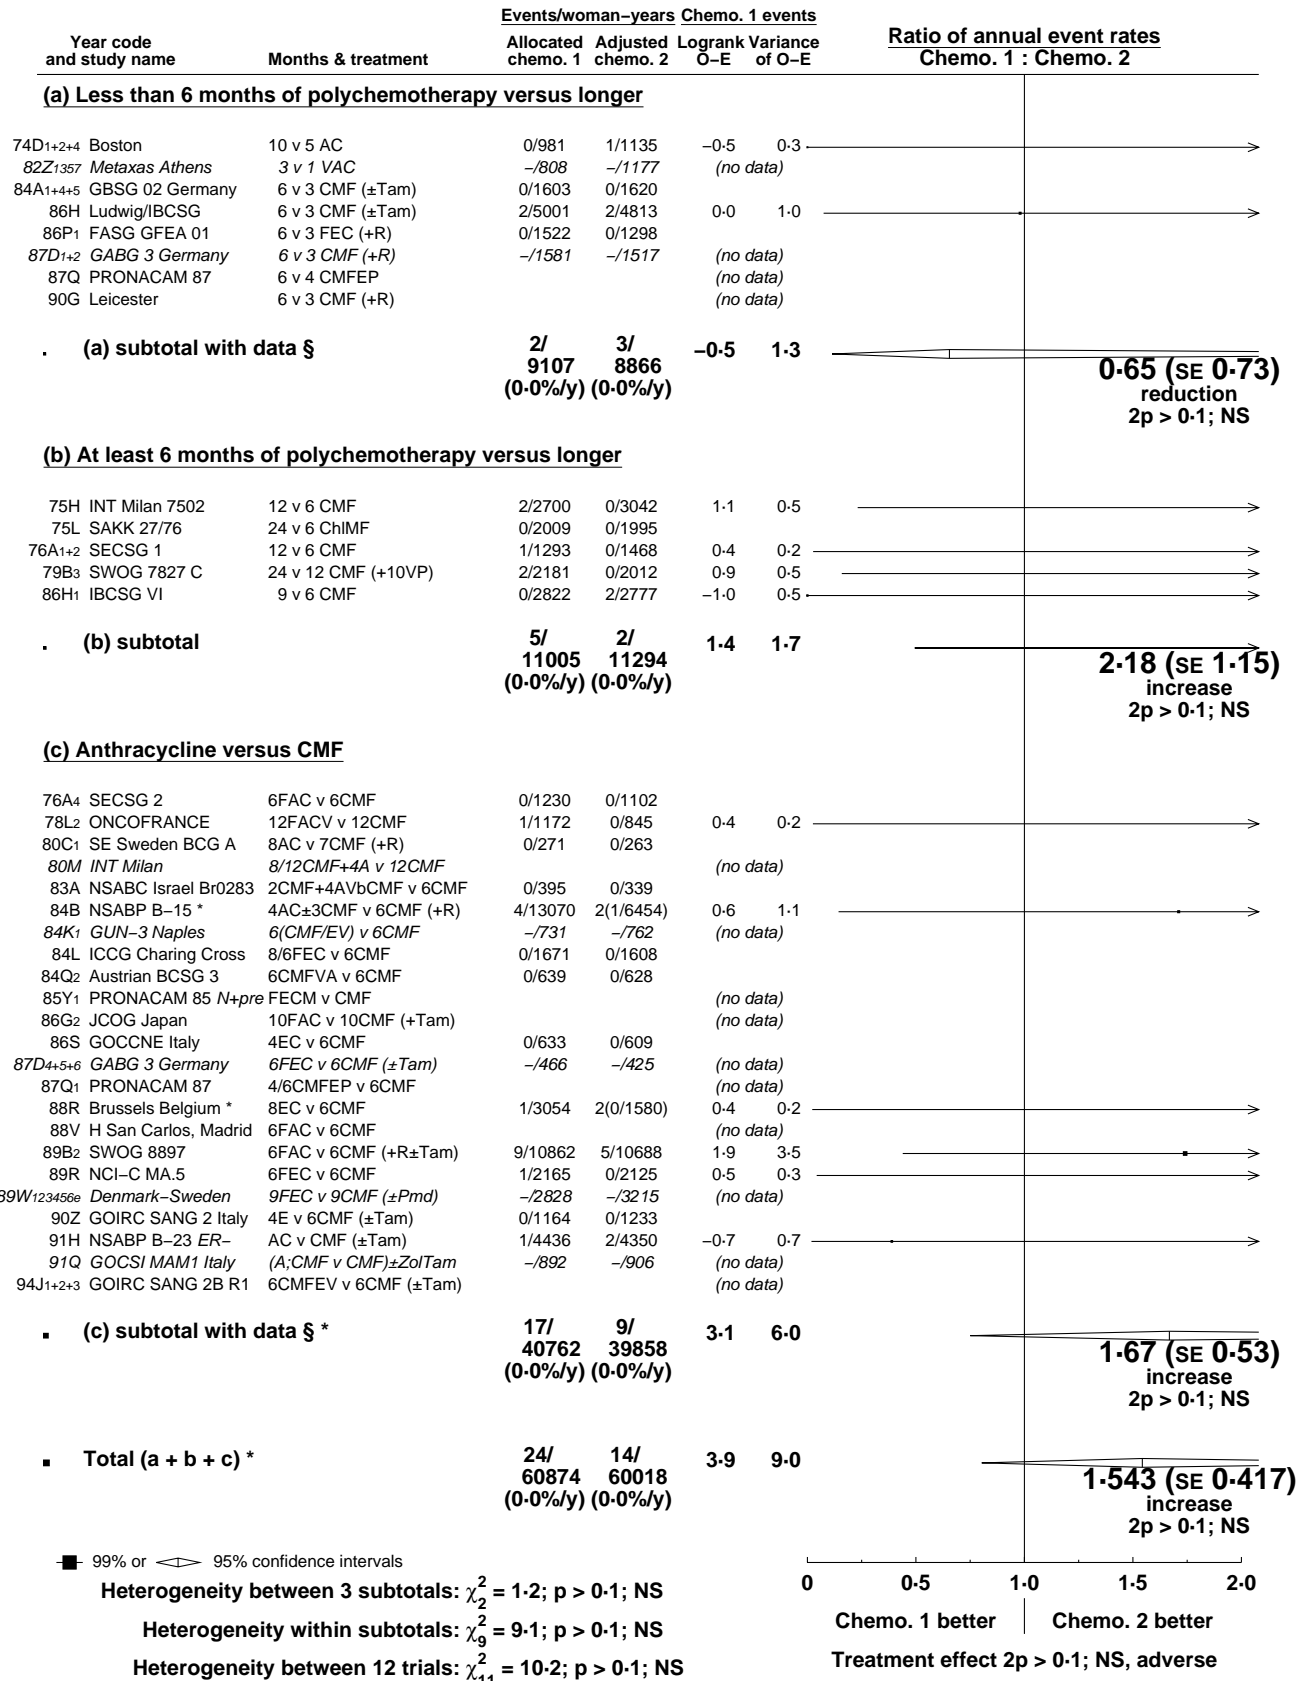 Events/woman–years Chemo. 1 events
Year code and study name Months & treatment Allocated chemo. 1 Adjusted chemo. 2 Logrank O–E Variance of O–E Ratio of annual event rates Chemo. 1 : Chemo. 2
(a) Less than 6 months of polychemotherapy versus longer
74D1+2+4 Boston 10 v 5 AC 0/981 1/1135 –0·5 0·3
82Z1357 Metaxas Athens 3 v 1 VAC –/808 –/1177 (no data)
84A1+4+5 GBSG 02 Germany 6 v 3 CMF (±Tam) 0/1603 0/1620
86H Ludwig/IBCSG 6 v 3 CMF (±Tam) 2/5001 2/4813 0·0 1·0
86P1 FASG GFEA 01 6 v 3 FEC (+R) 0/1522 0/1298
87D1+2 GABG 3 Germany 6 v 3 CMF (+R) –/1581 –/1517 (no data)
87Q PRONACAM 87 6 v 4 CMFEP (no data)
90G Leicester 6 v 3 CMF (+R) (no data)
(a) subtotal with data § 2/ 3/ –0·5 1·3
9107 8866
(0·0%/y) (0·0%/y)
0·65 (SE 0·73)
reduction
2p > 0·1; NS
(b) At least 6 months of polychemotherapy versus longer
75H INT Milan 7502 12 v 6 CMF 2/2700 0/3042 1·1 0·5
75L SAKK 27/76 24 v 6 ChlMF 0/2009 0/1995
76A1+2 SECSG 1 12 v 6 CMF 1/1293 0/1468 0·4 0·2
79B3 SWOG 7827 C 24 v 12 CMF (+10VP) 2/2181 0/2012 0·9 0·5
86H1 IBCSG VI 9 v 6 CMF 0/2822 2/2777 –1·0 0·5
(b) subtotal 5/ 2/ 1·4 1·7
11005 11294
(0·0%/y) (0·0%/y)
2·18 (SE 1·15)
increase
2p > 0·1; NS
(c) Anthracycline versus CMF
76A4 SECSG 2 6FAC v 6CMF 0/1230 0/1102
78L2 ONCOFRANCE 12FACV v 12CMF 1/1172 0/845 0·4 0·2
80C1 SE Sweden BCG A 8AC v 7CMF (+R) 0/271 0/263
80M INT Milan 8/12CMF+4A v 12CMF (no data)
83A NSABC Israel Br0283 2CMF+4AVbCMF v 6CMF 0/395 0/339
84B NSABP B–15 * 4AC±3CMF v 6CMF (+R) 4/13070 2(1/6454) 0·6 1·1
84K1 GUN–3 Naples 6(CMF/EV) v 6CMF –/731 –/762 (no data)
84L ICCG Charing Cross 8/6FEC v 6CMF 0/1671 0/1608
84Q2 Austrian BCSG 3 6CMFVA v 6CMF 0/639 0/628
85Y1 PRONACAM 85 N+pre FECM v CMF (no data)
86G2 JCOG Japan 10FAC v 10CMF (+Tam) (no data)
86S GOCCNE Italy 4EC v 6CMF 0/633 0/609
87D4+5+6 GABG 3 Germany 6FEC v 6CMF (±Tam) –/466 –/425 (no data)
87Q1 PRONACAM 87 4/6CMFEP v 6CMF (no data)
88R Brussels Belgium * 8EC v 6CMF 1/3054 2(0/1580) 0·4 0·2
88V H San Carlos, Madrid 6FAC v 6CMF (no data)
89B2 SWOG 8897 6FAC v 6CMF (+R±Tam) 9/10862 5/10688 1·9 3·5
89R NCI–C MA.5 6FEC v 6CMF 1/2165 0/2125 0·5 0·3
89W123456e Denmark–Sweden 9FEC v 9CMF (±Pmd) –/2828 –/3215 (no data)
90Z GOIRC SANG 2 Italy 4E v 6CMF (±Tam) 0/1164 0/1233
91H NSABP B–23 ER– AC v CMF (±Tam) 1/4436 2/4350 –0·7 0·7
91Q GOCSI MAM1 Italy (A;CMF v CMF)±ZolTam –/892 –/906 (no data)
94J1+2+3 GOIRC SANG 2B R1 6CMFEV v 6CMF (±Tam) (no data)
(c) subtotal with data § * 17/ 9/ 3·1 6·0
40762 39858
(0·0%/y) (0·0%/y)
1·67 (SE 0·53)
increase
2p > 0·1; NS
Total (a + b + c) * 24/ 14/ 3·9 9·0
60874 60018
(0·0%/y) (0·0%/y)
1·543 (SE 0·417)
increase
2p > 0·1; NS
99% or 95% confidence intervals
0 0·5 1·0 1·5 2·0
Chemo. 1 better Chemo. 2 better
Treatment effect 2p > 0·1; NS, adverse
Heterogeneity between 3 subtotals: χ²₂ = 1·2; p > 0·1; NS
Heterogeneity within subtotals: χ²₉ = 9·1; p > 0·1; NS
Heterogeneity between 12 trials: χ²₁₁ = 10·2; p > 0·1; NS